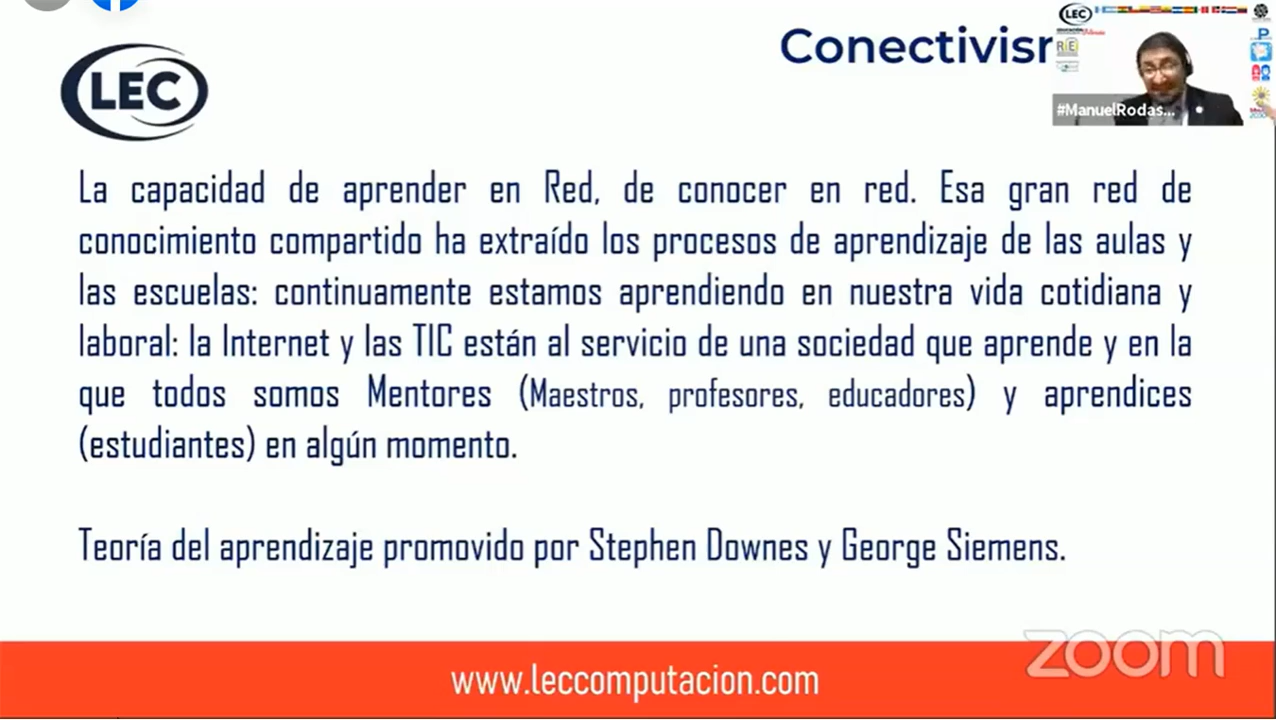 Conectivis
LEC
LEC
#ManuelRodas...
La capacidad de aprender en Red, de conocer en red. Esa gran red de
conocimiento compartido ha extraído los procesos de aprendizaje de las aulas y
las escuelas: continuamente estamos aprendiendo en nuestra vida cotidiana y
laboral: la Internet y las TIC están al servicio de una sociedad que aprende y en la
que todos somos Mentores (Maestros, profesores, educadores) y aprendices
(estudiantes) en algún momento.
Teoría del aprendizaje promovido por Stephen Downes y George Siemens.
zoom
www.leccomputacion.com